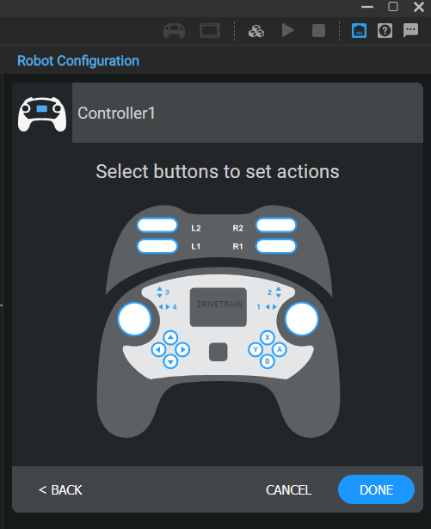 Robot Configuration
Controller1
Select buttons to set actions
L2 R2
L1 R1
3 2
4 DRIVETRAIN 1
X
Y A
B
< BACK CANCEL DONE